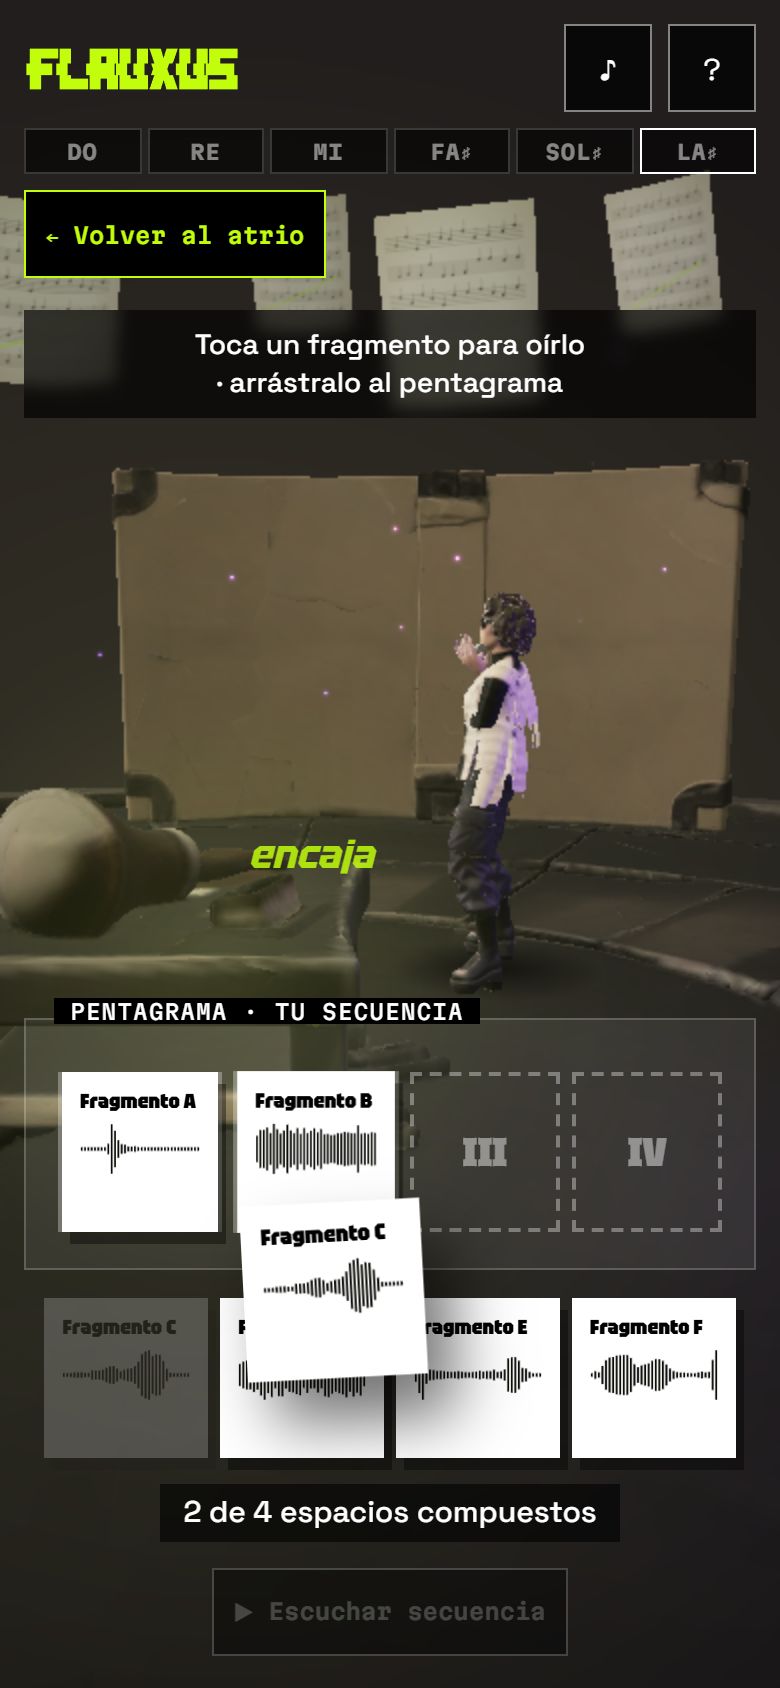 FLAUXUS
♪ ?
DO RE MI FA♯ SOL♯ LA♯
← Volver al atrio
Toca un fragmento para oírlo
· arrástralo al pentagrama
encaja
PENTAGRAMA · TU SECUENCIA
Fragmento A Fragmento B III IV
Fragmento C
Fragmento C ragmento E Fragmento F
2 de 4 espacios compuestos
▶ Escuchar secuencia